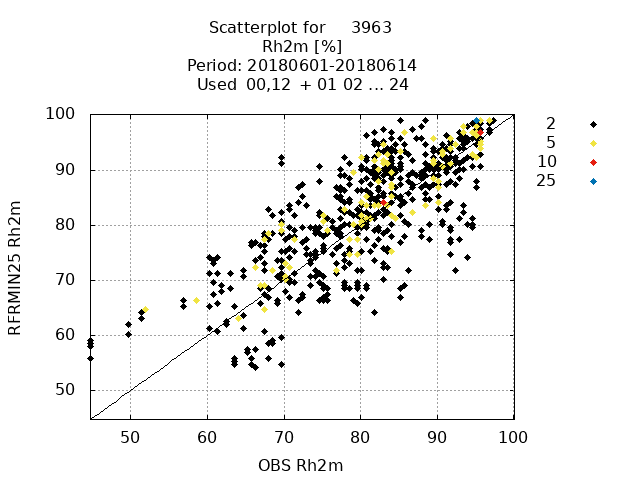 Scatterplot for 3963
Rh2m [%]
Period: 20180601-20180614
Used 00,12 + 01 02 ... 24
RFRMIN25 Rh2m
100
90
80
70
60
50
50 60 70 80 90 100
OBS Rh2m
2
5
10
25